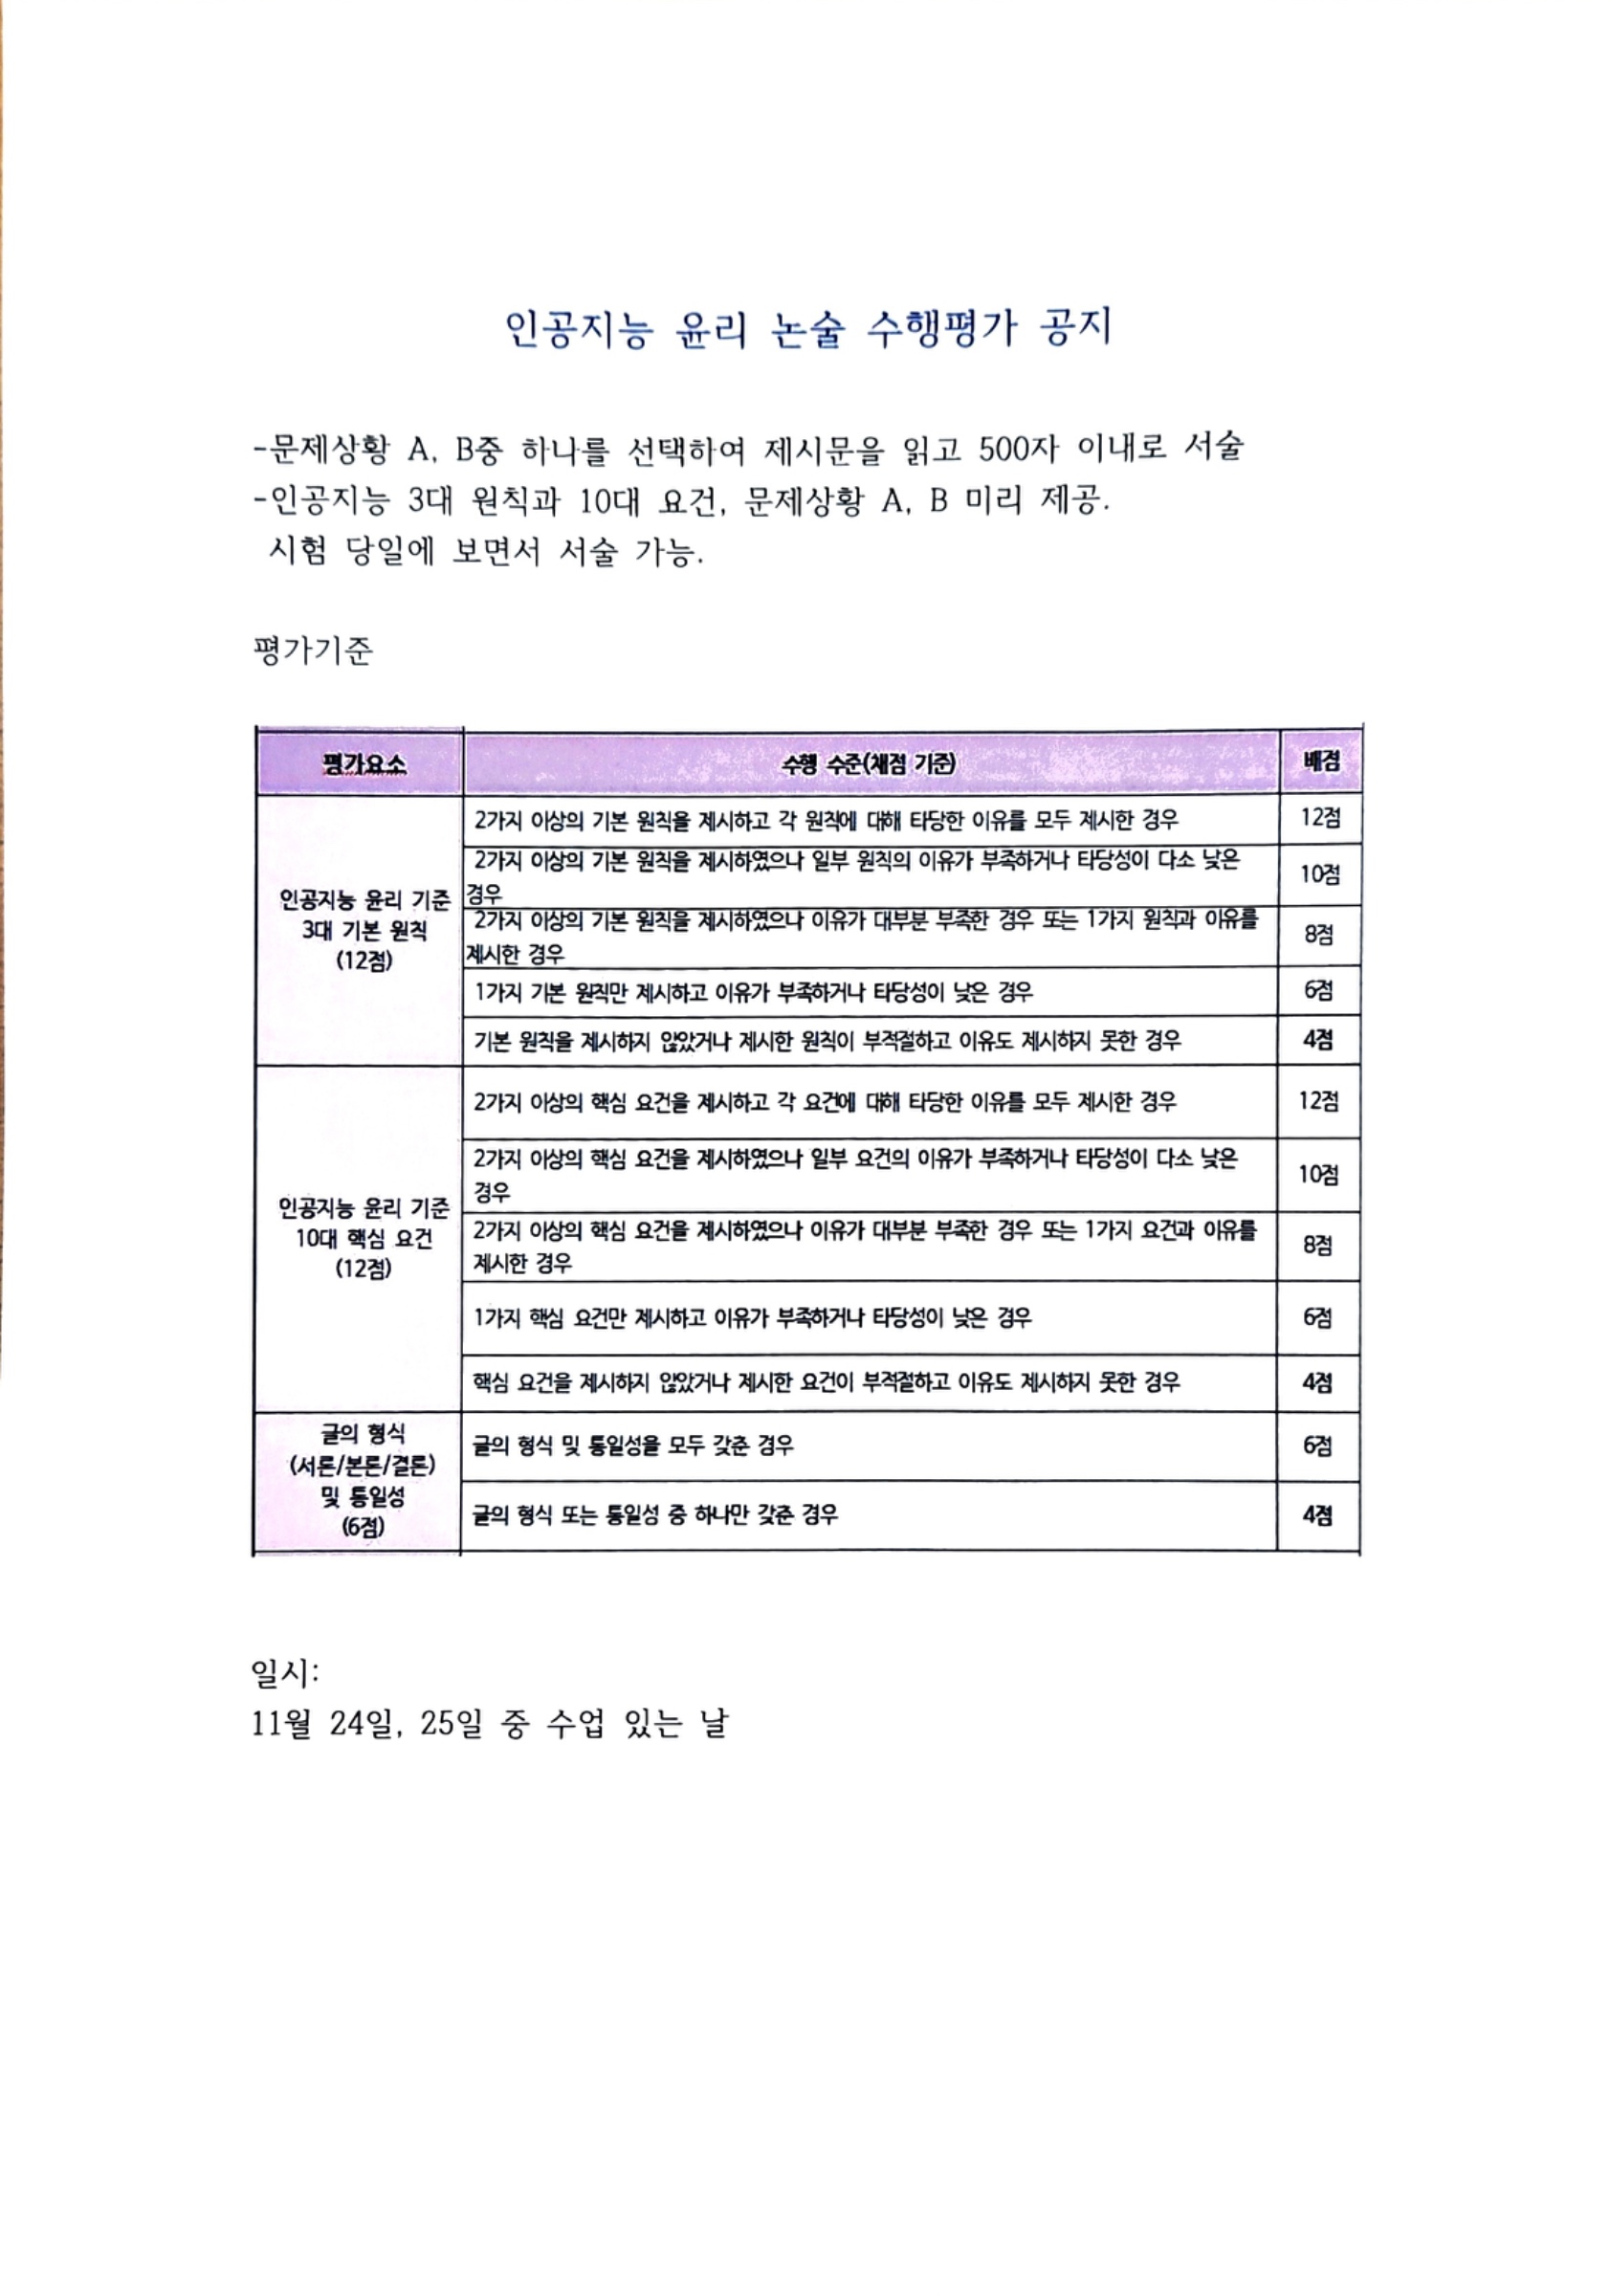 인공지능 윤리 논술 수행평가 공지
-문제상황 A, B중 하나를 선택하여 제시문을 읽고 500자 이내로 서술
-인공지능 3대 원칙과 10대 요건, 문제상황 A, B 미리 제공.
시험 당일에 보면서 서술 가능.
평가기준
평가요소
수행 수준(채점 기준)
배점
인공지능 윤리 기준
3대 기본 원칙
(12점)
2가지 이상의 기본 원칙을 제시하고 각 원칙에 대해 타당한 이유를 모두 제시한 경우
12점
2가지 이상의 기본 원칙을 제시하였으나 일부 원칙의 이유가 부족하거나 타당성이 다소 낮은
경우
10점
2가지 이상의 기본 원칙을 제시하였으나 이유가 대부분 부족한 경우 또는 1가지 원칙과 이유를
제시한 경우
8점
1가지 기본 원칙만 제시하고 이유가 부족하거나 타당성이 낮은 경우
6점
기본 원칙을 제시하지 않았거나 제시한 원칙이 부적절하고 이유도 제시하지 못한 경우
4점
인공지능 윤리 기준
10대 핵심 요건
(12점)
2가지 이상의 핵심 요건을 제시하고 각 요건에 대해 타당한 이유를 모두 제시한 경우
12점
2가지 이상의 핵심 요건을 제시하였으나 일부 요건의 이유가 부족하거나 타당성이 다소 낮은
경우
10점
2가지 이상의 핵심 요건을 제시하였으나 이유가 대부분 부족한 경우 또는 1가지 요건과 이유를
제시한 경우
8점
1가지 핵심 요건만 제시하고 이유가 부족하거나 타당성이 낮은 경우
6점
핵심 요건을 제시하지 않았거나 제시한 요건이 부적절하고 이유도 제시하지 못한 경우
4점
글의 형식
(서론/본론/결론)
및 통일성
(6점)
글의 형식 및 통일성을 모두 갖춘 경우
6점
글의 형식 또는 통일성 중 하나만 갖춘 경우
4점
일시:
11월 24일, 25일 중 수업 있는 날